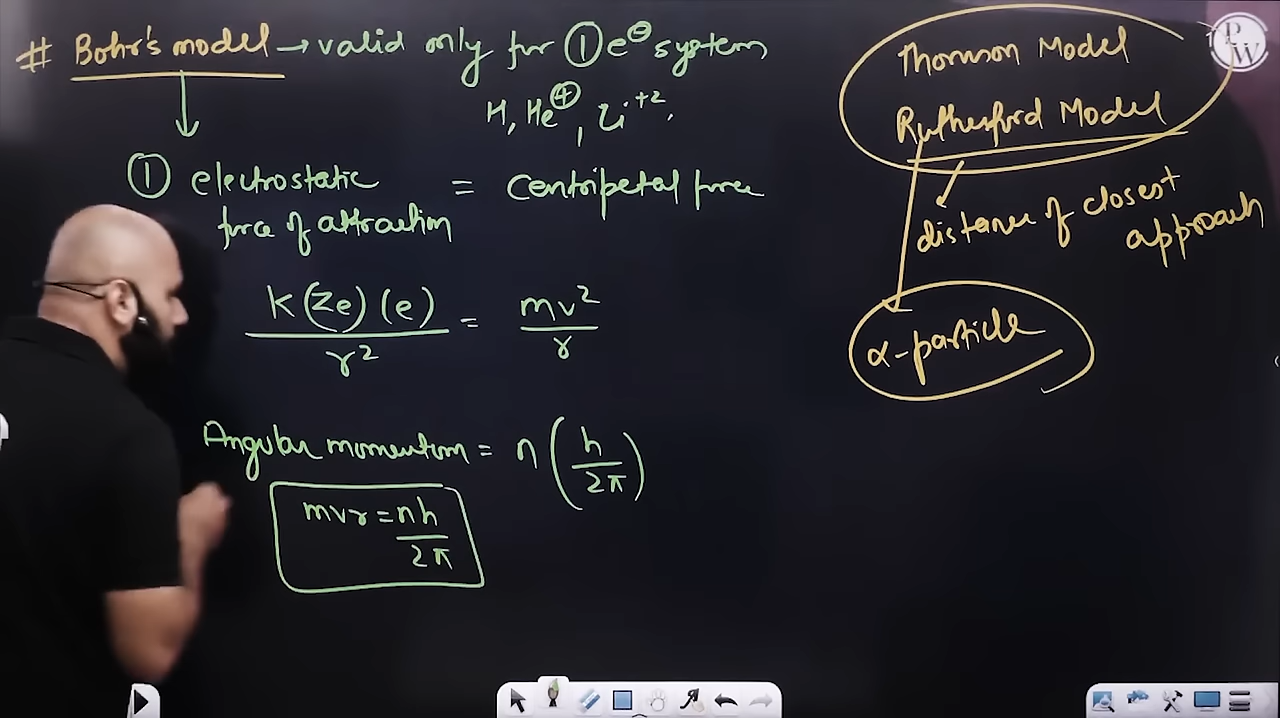 # Bohr's model → valid only for ① e⊖ system,
H, He⊕, Li+2,
① electrostatic force of attraction = Centripetal force
K(Ze)(e)/r² = mv²/r
Angular momentum = n(h/2π)
mvr = nh/2π
Thomson Model
Rutherford Model
distance of closest
approach
α-particle
PW